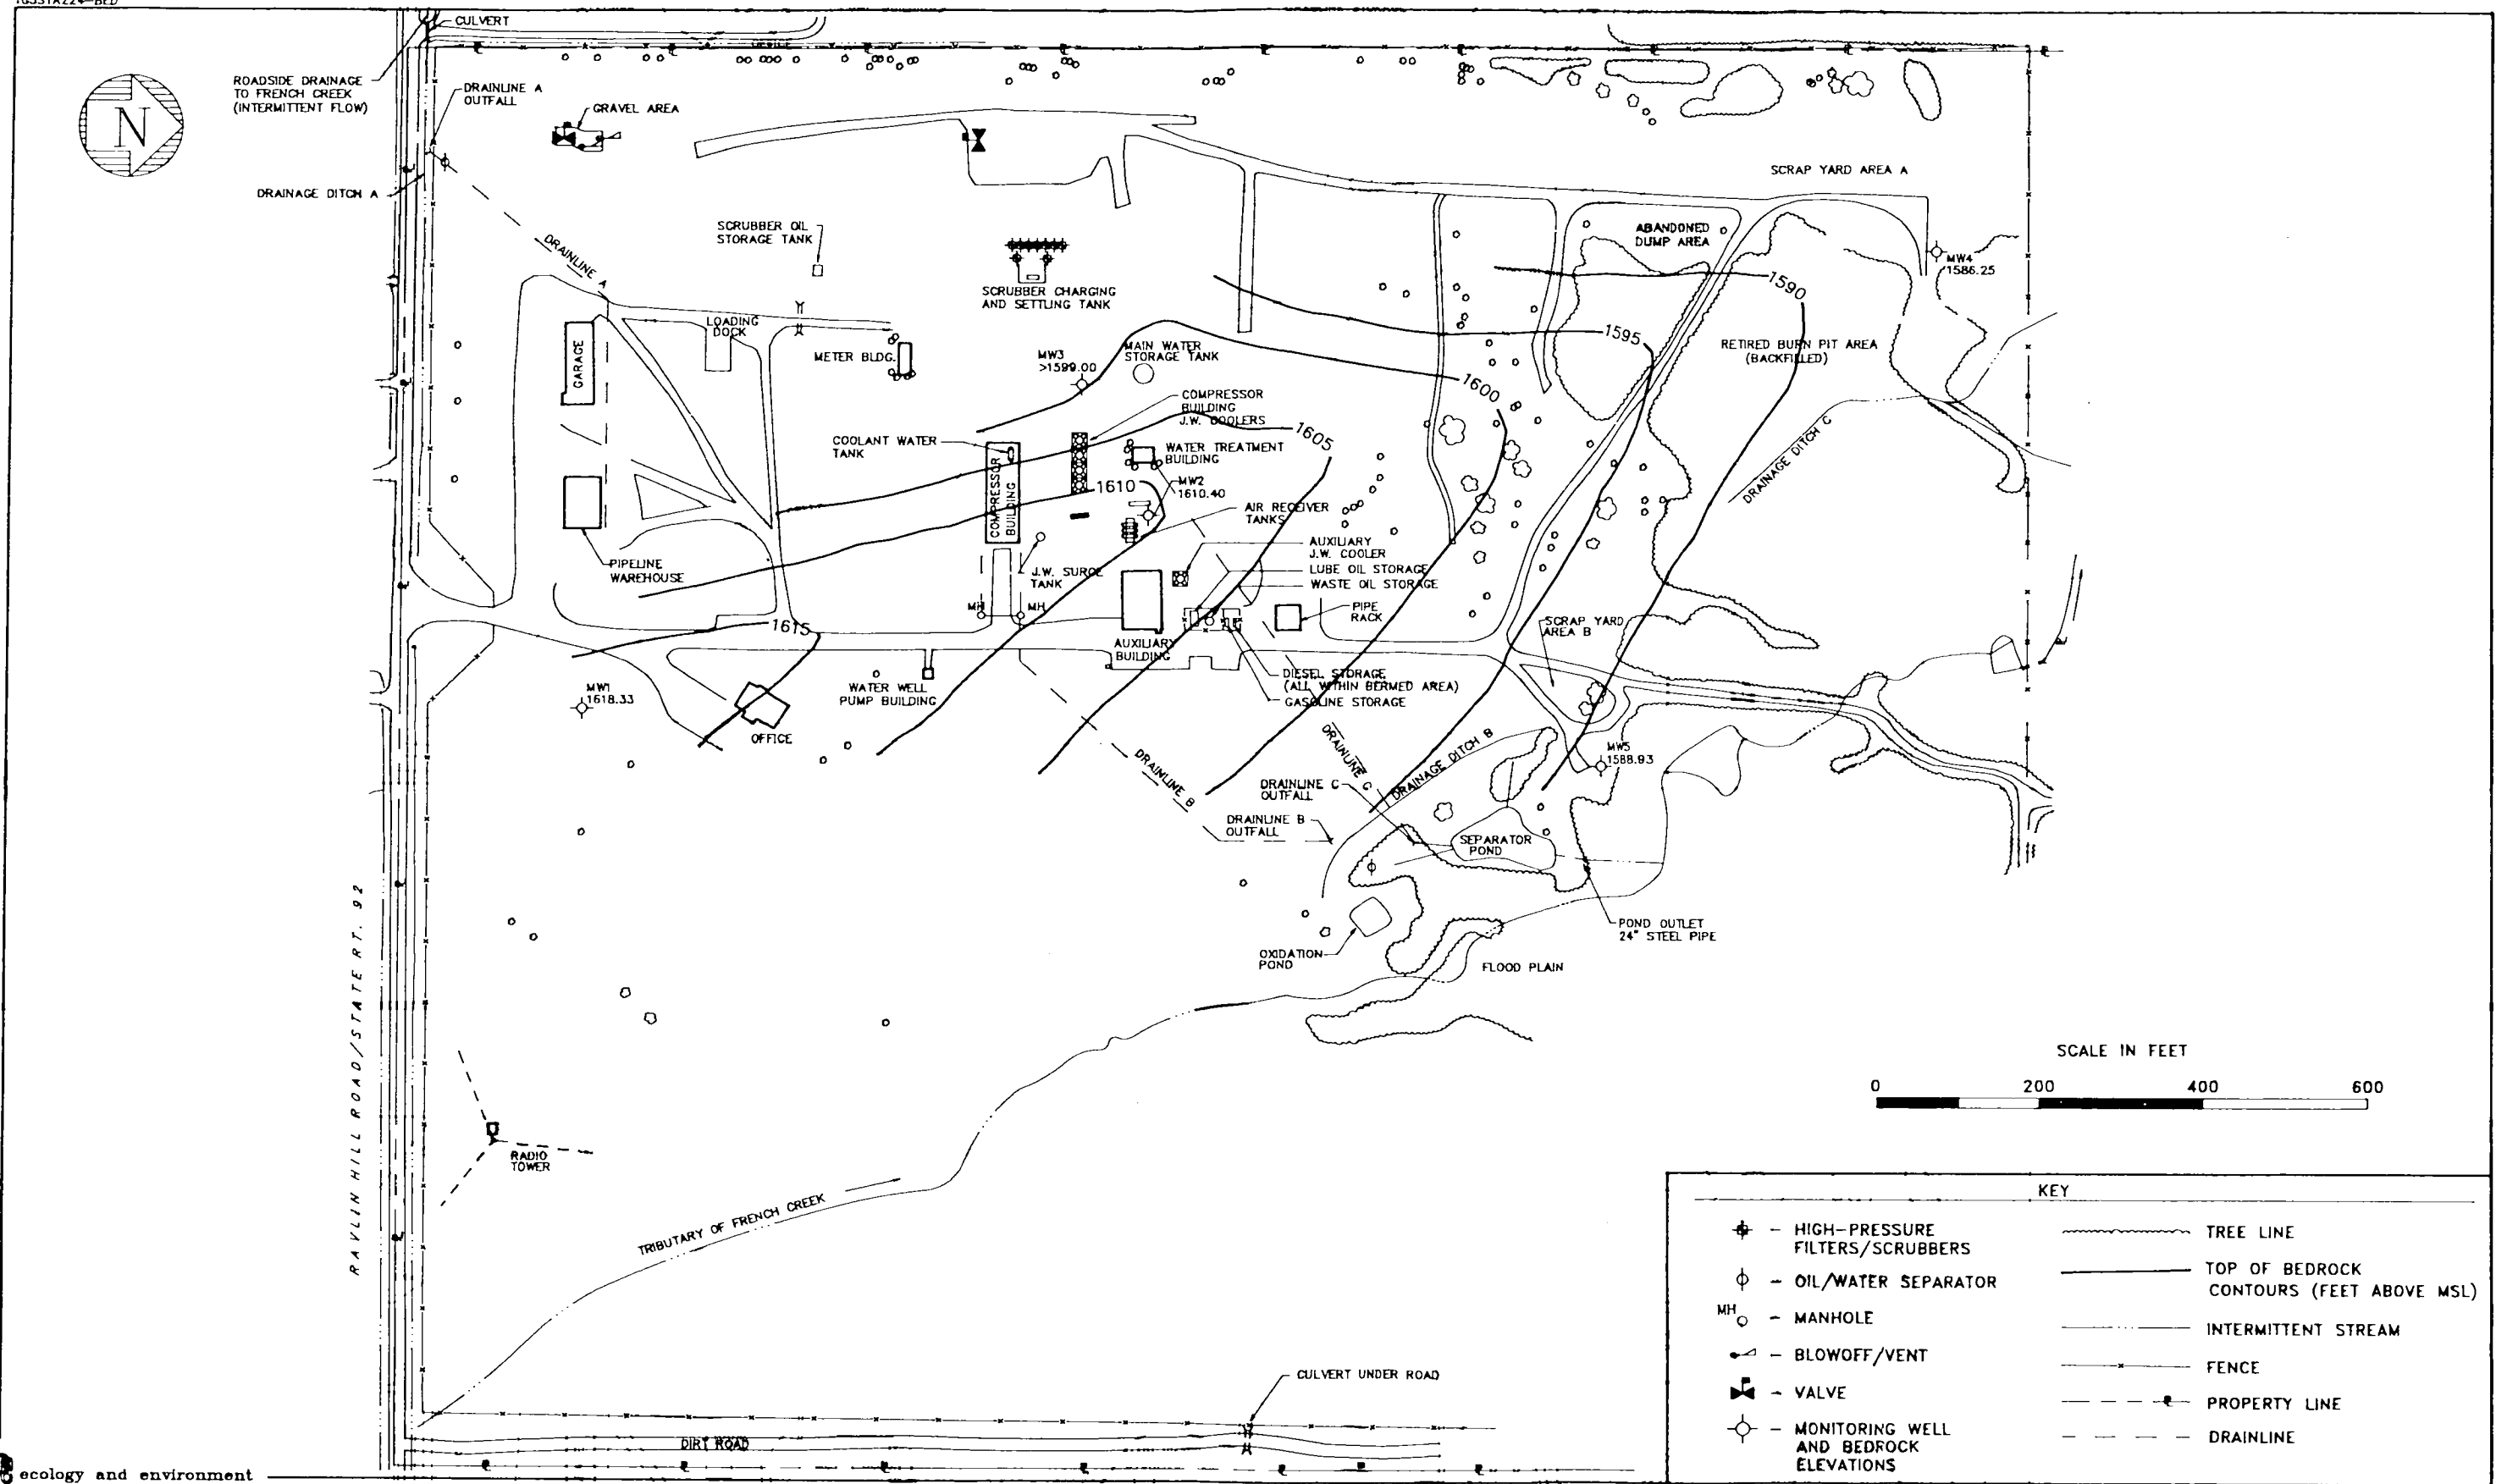 CULVERT
ROADSIDE DRAINAGE
TO FRENCH CREEK
(INTERMITTENT FLOW)
DRAINLINE A
OUTFALL
GRAVEL AREA
N
DRAINAGE DITCH A
SCRAP YARD AREA A
SCRUBBER OIL
STORAGE TANK
DRAINLINE A
ABANDONED
DUMP AREA
MW4
1586.25
SCRUBBER CHARGING
AND SETTLING TANK
1590
LOADING
DOCK
GARAGE
METER BLDG.
MW3
>1599.00
MAIN WATER
STORAGE TANK
1595
RETIRED BURN PIT AREA
(BACKFILLED)
1600
COMPRESSOR
BUILDING
J.W. COOLERS
1605
COOLANT WATER
TANK
WATER TREATMENT
BUILDING
DRAINAGE DITCH C
COMPRESSOR
BUILDING
1610
MW2
1610.40
AIR RECEIVER
TANKS
AUXILIARY
J.W. COOLER
LUBE OIL STORAGE
WASTE OIL STORAGE
PIPELINE
WAREHOUSE
J.W. SURGE
TANK
MH
MH
PIPE
RACK
1615
SCRAP YARD
AREA B
AUXILIARY
BUILDING
MW1
1618.33
WATER WELL
PUMP BUILDING
DIESEL STORAGE
(ALL WITHIN BERMED AREA)
GASOLINE STORAGE
OFFICE
DRAINLINE B
DRAINLINE C
DRAINAGE DITCH B
MW5
1588.93
DRAINLINE C
OUTFALL
DRAINLINE B
OUTFALL
SEPARATOR
POND
POND OUTLET
24" STEEL PIPE
OXIDATION
POND
FLOOD PLAIN
RAVLIN HILL ROAD/STATE RT. 92
SCALE IN FEET
0 200 400 600
RADIO
TOWER
TRIBUTARY OF FRENCH CREEK
CULVERT UNDER ROAD
DIRT ROAD
KEY
- HIGH-PRESSURE
FILTERS/SCRUBBERS
- OIL/WATER SEPARATOR
MH
- MANHOLE
- BLOWOFF/VENT
- VALVE
- MONITORING WELL
AND BEDROCK
ELEVATIONS
TREE LINE
TOP OF BEDROCK
CONTOURS (FEET ABOVE MSL)
INTERMITTENT STREAM
FENCE
PROPERTY LINE
DRAINLINE
ecology and environment